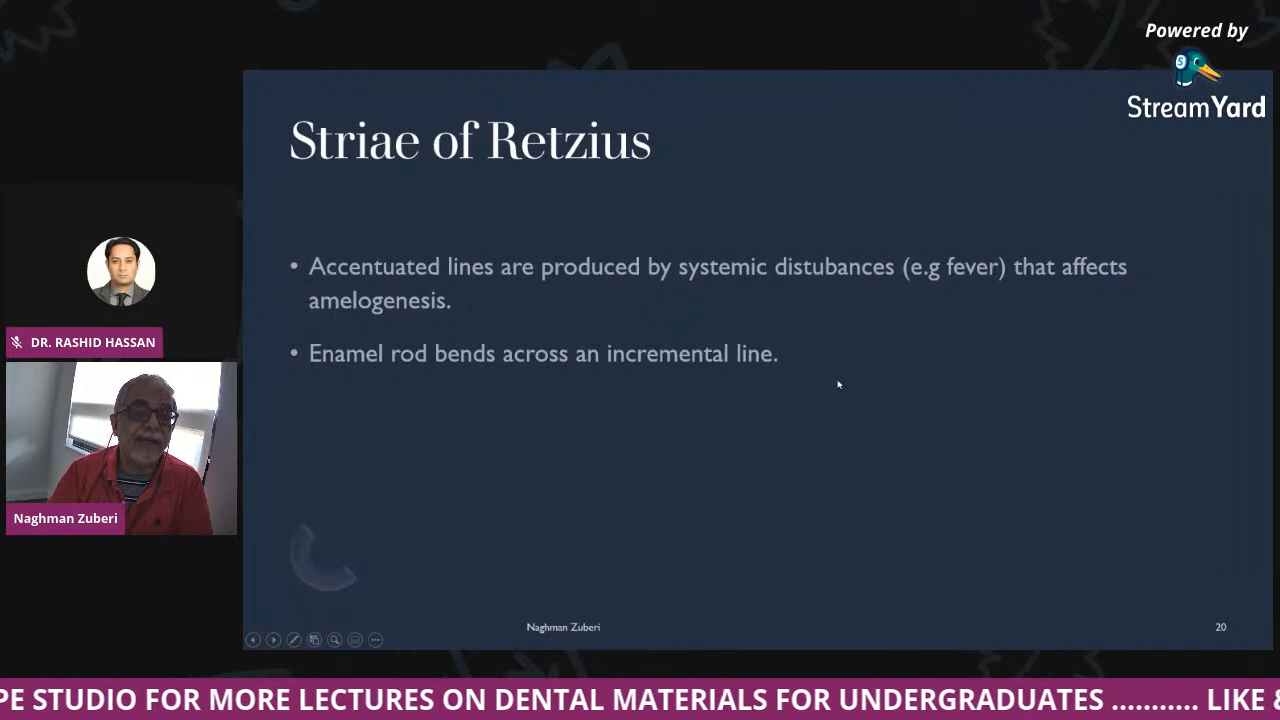 Powered by
StreamYard
Striae of Retzius
• Accentuated lines are produced by systemic distubances (e.g fever) that affects
amelogenesis.
• Enamel rod bends across an incremental line.
DR. RASHID HASSAN
Naghman Zuberi
Naghman Zuberi
20
PE STUDIO FOR MORE LECTURES ON DENTAL MATERIALS FOR UNDERGRADUATES ........... LIKE &